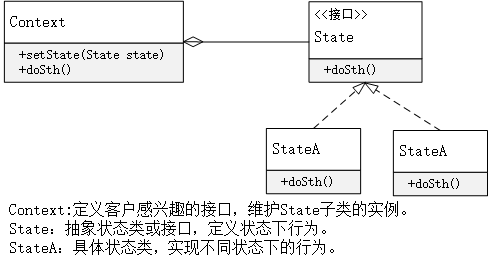 Context
+setState(State state)
+doSth()
<<接口>>
State
+doSth()
StateA
+doSth()
StateA
+doSth()
Context:定义客户感兴趣的接口，维护State子类的实例。
State：抽象状态类或接口，定义状态下行为。
StateA：具体状态类，实现不同状态下的行为。